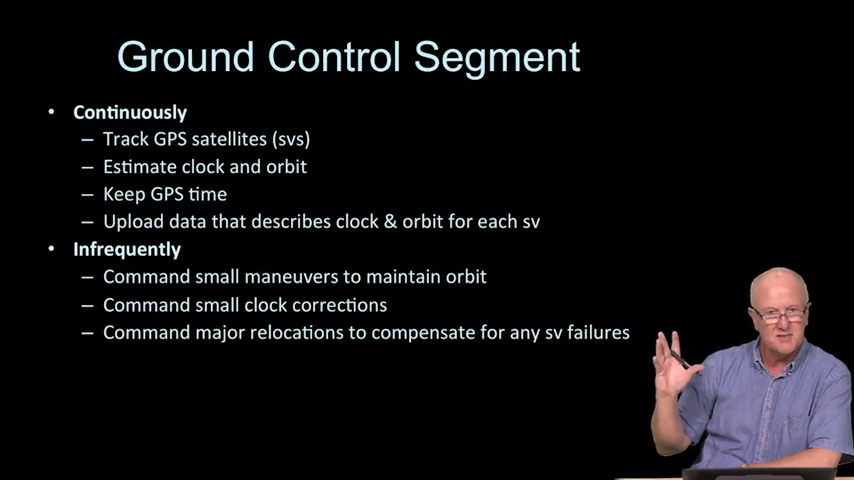 Ground Control Segment
• Continuously
– Track GPS satellites (svs)
– Estimate clock and orbit
– Keep GPS time
– Upload data that describes clock & orbit for each sv
• Infrequently
– Command small maneuvers to maintain orbit
– Command small clock corrections
– Command major relocations to compensate for any sv failures